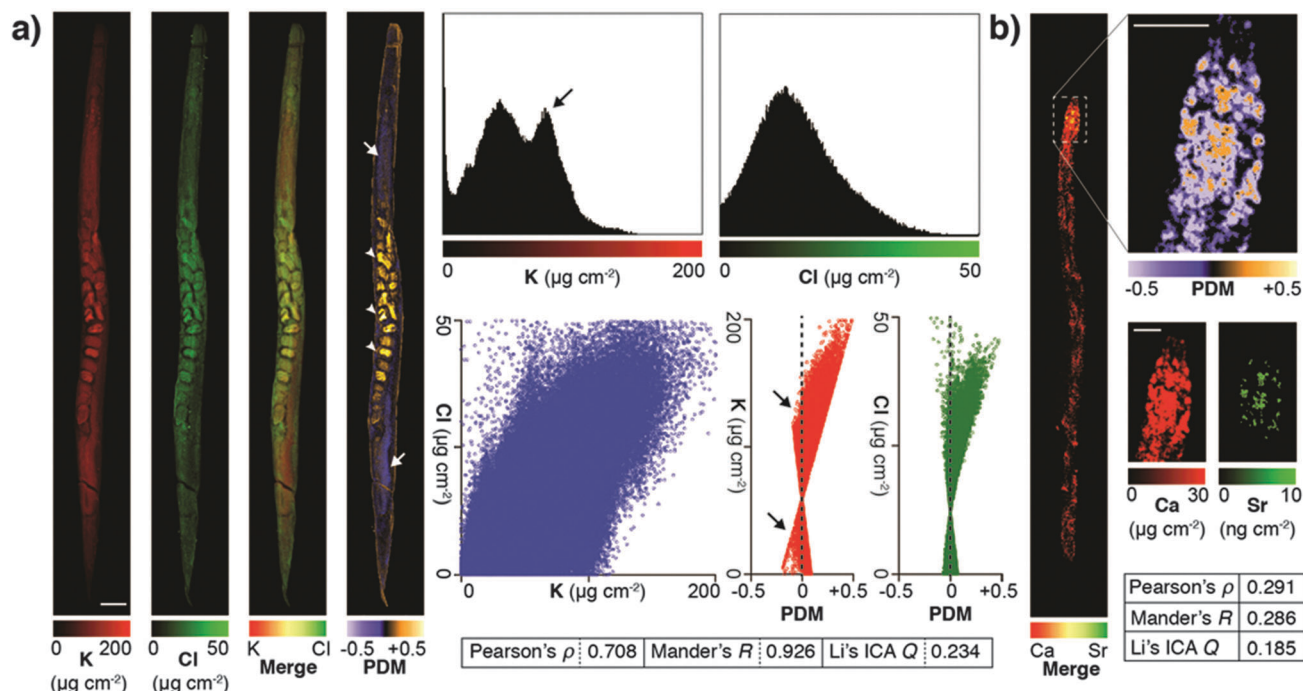 a)
0 200
K
(µg cm⁻²)
0 50
Cl
(µg cm⁻²)
K Cl
Merge
-0.5 +0.5
PDM
0 200
K (µg cm⁻²)
0 50
Cl (µg cm⁻²)
50
Cl (µg cm⁻²)
0
0 200
K (µg cm⁻²)
200
K (µg cm⁻²)
0
-0.5 0 +0.5
PDM
50
Cl (µg cm⁻²)
0
-0.5 0 +0.5
PDM
Pearson's ρ 0.708 Mander's R 0.926 Li's ICA Q 0.234
b)
Ca Sr
Merge
-0.5 +0.5
PDM
0 30
Ca
(µg cm⁻²)
0 10
Sr
(ng cm⁻²)
Pearson's ρ 0.291
Mander's R 0.286
Li's ICA Q 0.185